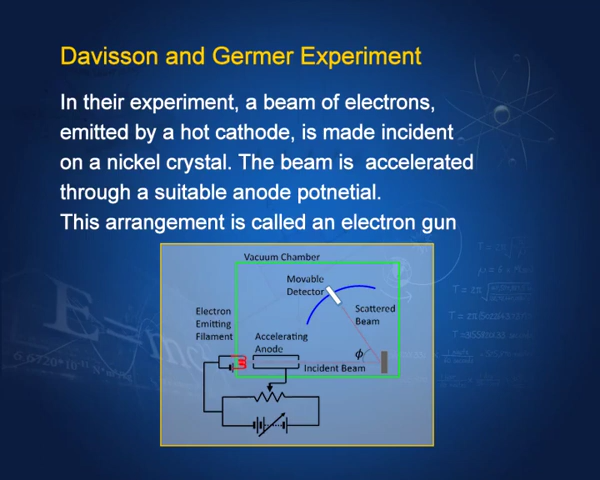 Davisson and Germer Experiment
In their experiment, a beam of electrons,
emitted by a hot cathode, is made incident
on a nickel crystal. The beam is accelerated
through a suitable anode potnetial.
This arrangement is called an electron gun
Vacuum Chamber
Movable
Detector
Scattered
Beam
Electron
Emitting
Filament
Accelerating
Anode
ϕ
Incident Beam